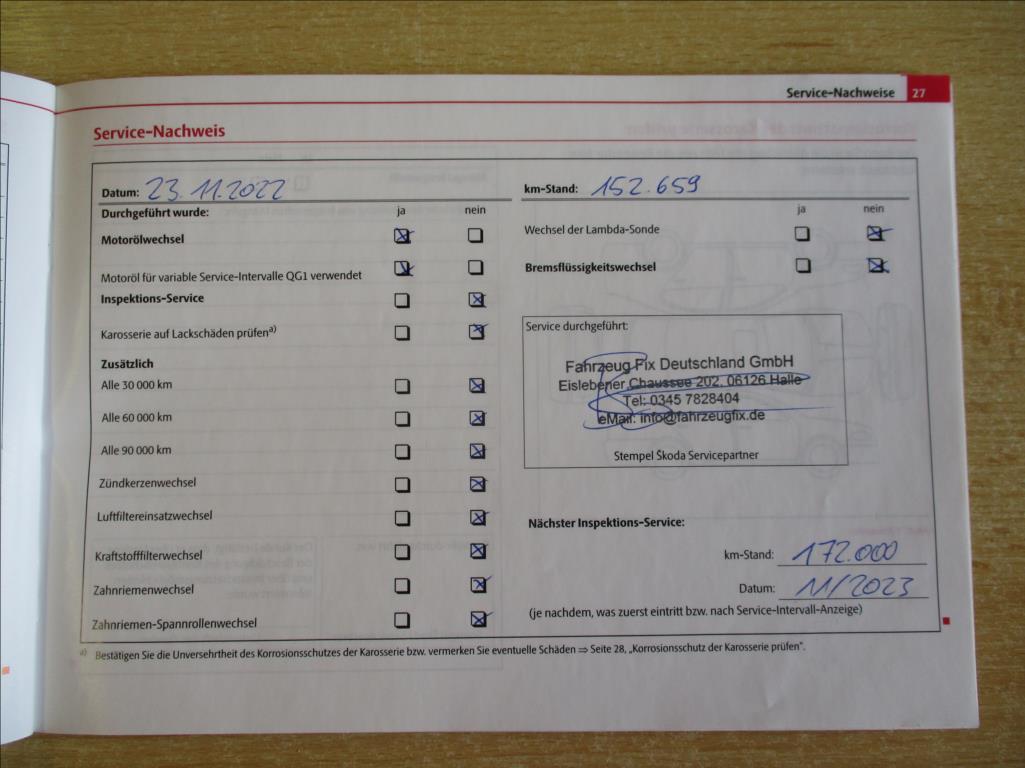 Service-Nachweise 27
Service-Nachweis
Datum: 23.11.2022
Durchgeführt wurde: ja nein
Motorölwechsel
Motoröl für variable Service-Intervalle QG1 verwendet
Inspektions-Service
Karosserie auf Lackschäden prüfen a)
Zusätzlich
Alle 30 000 km
Alle 60 000 km
Alle 90 000 km
Zündkerzenwechsel
Luftfiltereinsatzwechsel
Kraftstofffilterwechsel
Zahnriemenwechsel
Zahnriemen-Spannrollenwechsel
km-Stand: 152.659
ja nein
Wechsel der Lambda-Sonde
Bremsflüssigkeitswechsel
Service durchgeführt:
Fahrzeug Fix Deutschland GmbH
Eislebener Chaussee 202, 06126 Halle
Tel: 0345 7828404
eMail: info@fahrzeugfix.de
Stempel Škoda Servicepartner
Nächster Inspektions-Service:
km-Stand: 172.000
Datum: 11/2023
(je nachdem, was zuerst eintritt bzw. nach Service-Intervall-Anzeige)
a) Bestätigen Sie die Unversehrtheit des Korrosionsschutzes der Karosserie bzw. vermerken Sie eventuelle Schäden ⇒ Seite 28, „Korrosionsschutz der Karosserie prüfen".